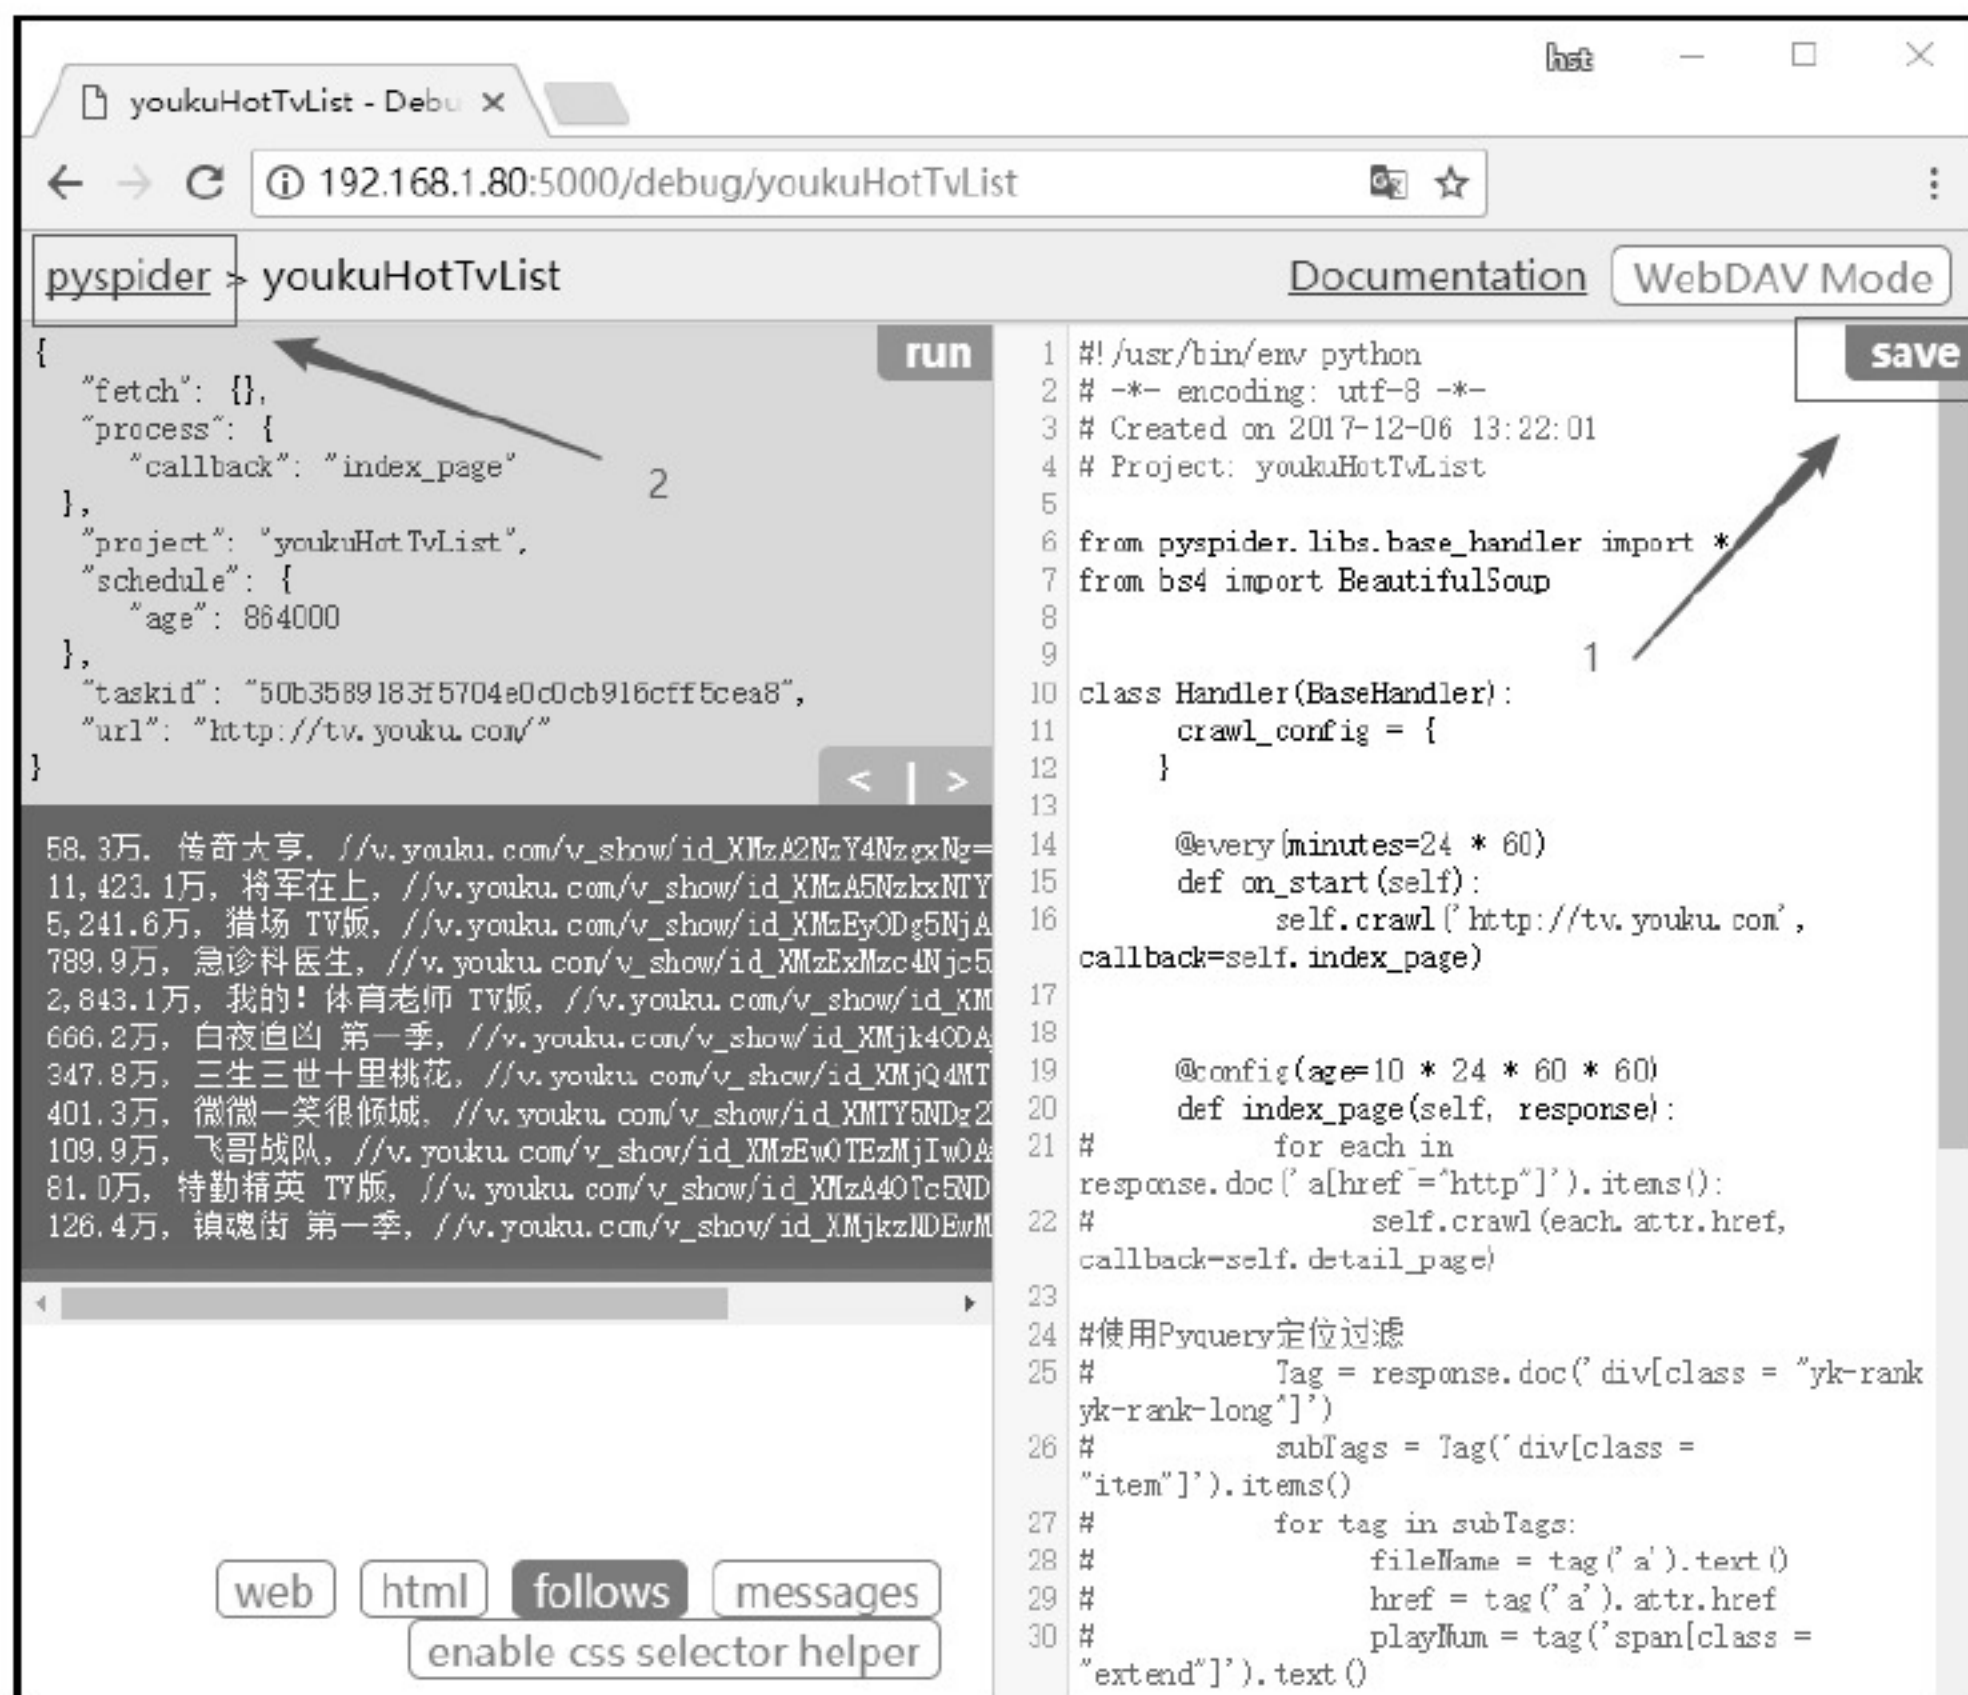 hst
youkuHotTvList - Debu
192.168.1.80:5000/debug/youkuHotTvList
pyspider > youkuHotTvList
Documentation
WebDAV Mode
{
"fetch": {},
"process": {
"callback": "index_page"
},
"project": "youkuHotTvList",
"schedule": {
"age": 864000
},
"taskid": "50b3589183f5704e0c0cb916cff5cea8",
"url": "http://tv.youku.com/"
}
run
2
< | >
58.3万, 传奇大亨, //v.youku.com/v_show/id_XMzA2NzY4NzgxNg=
11,423.1万, 将军在上, //v.youku.com/v_show/id_XMzA5NzkxNTY
5,241.6万, 猎场 TV版, //v.youku.com/v_show/id_XMzEyODg5NjA
789.9万, 急诊科医生, //v.youku.com/v_show/id_XMzExMzc4Njc5
2,843.1万, 我的! 体育老师 TV版, //v.youku.com/v_show/id_XM
666.2万, 白夜追凶 第一季, //v.youku.com/v_show/id_XMjk4ODA
347.8万, 三生三世十里桃花, //v.youku.com/v_show/id_XMjQ4MT
401.3万, 微微一笑很倾城, //v.youku.com/v_show/id_XMTY5NDg2
109.9万, 飞哥战队, //v.youku.com/v_show/id_XMzEwOTEzMjIwOA
81.0万, 特勤精英 TV版, //v.youku.com/v_show/id_XMzA4OTc5ND
126.4万, 镇魂街 第一季, //v.youku.com/v_show/id_XMjkzNDEwM
web
html
follows
messages
enable css selector helper
save
1
1 #!/usr/bin/env python
2 # -*- encoding: utf-8 -*-
3 # Created on 2017-12-06 13:22:01
4 # Project: youkuHotTvList
5
6 from pyspider.libs.base_handler import *
7 from bs4 import BeautifulSoup
8
9
10 class Handler(BaseHandler):
11 crawl_config = {
12 }
13
14 @every(minutes=24 * 60)
15 def on_start(self):
16 self.crawl('http://tv.youku.com',
callback=self.index_page)
17
18
19 @config(age=10 * 24 * 60 * 60)
20 def index_page(self, response):
21 # for each in
response.doc('a[href^="http"]').items():
22 # self.crawl(each.attr.href,
callback=self.detail_page)
23
24 #使用Pyquery定位过滤
25 # Tag = response.doc('div[class = "yk-rank
yk-rank-long"]')
26 # subTags = Tag('div[class =
"item"]').items()
27 # for tag in subTags:
28 # fileName = tag('a').text()
29 # href = tag('a').attr.href
30 # playNum = tag('span[class =
"extend"]').text()